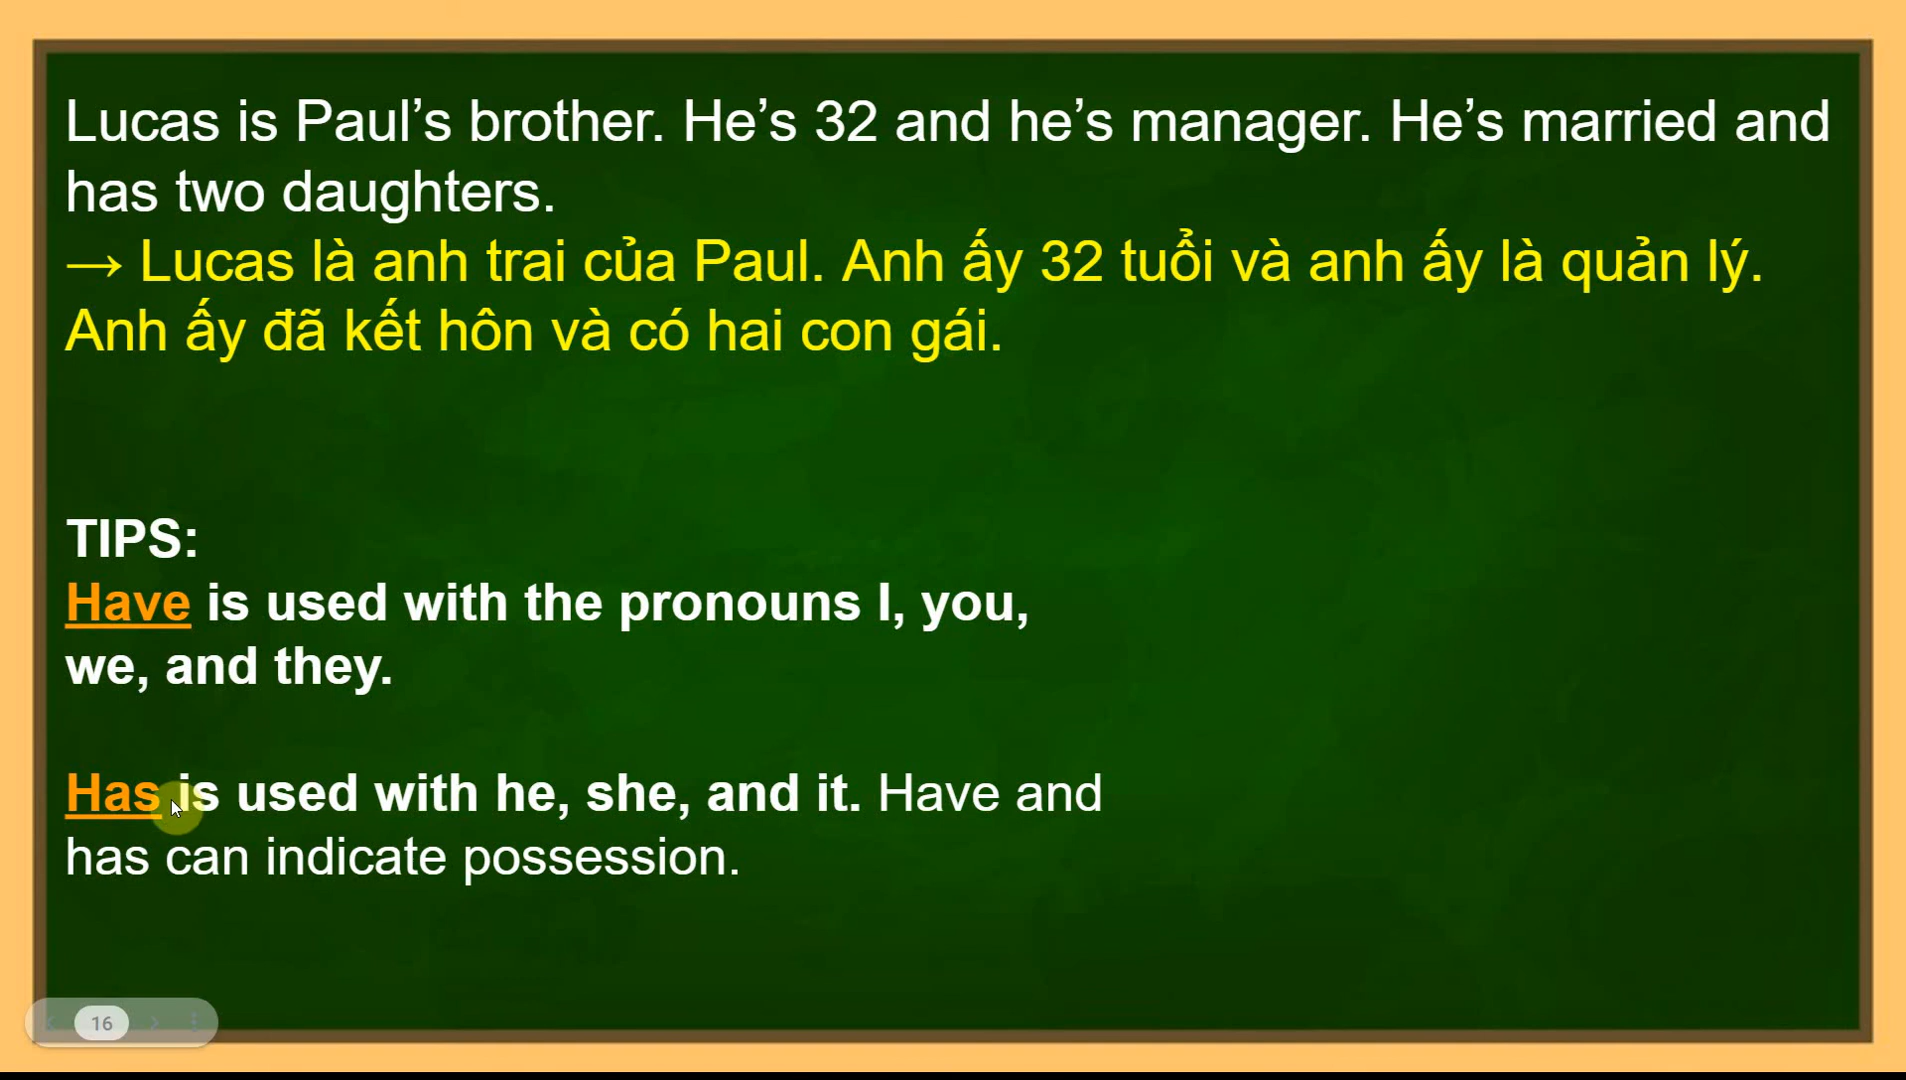 Lucas is Paul’s brother. He’s 32 and he’s manager. He’s married and
has two daughters.
→ Lucas là anh trai của Paul. Anh ấy 32 tuổi và anh ấy là quản lý.
Anh ấy đã kết hôn và có hai con gái.
TIPS:
Have is used with the pronouns I, you,
we, and they.
Has is used with he, she, and it. Have and
has can indicate possession.
16